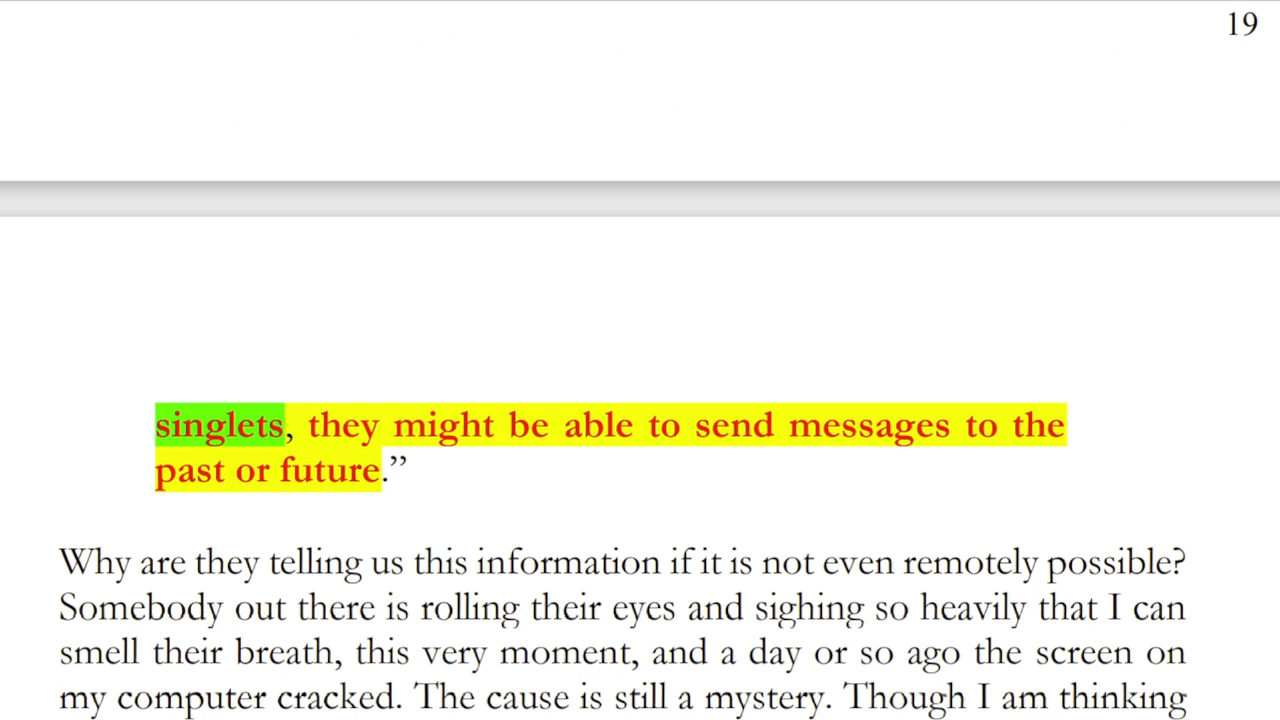 19
singlets, they might be able to send messages to the
past or future.”
Why are they telling us this information if it is not even remotely possible?
Somebody out there is rolling their eyes and sighing so heavily that I can
smell their breath, this very moment, and a day or so ago the screen on
my computer cracked. The cause is still a mystery. Though I am thinking